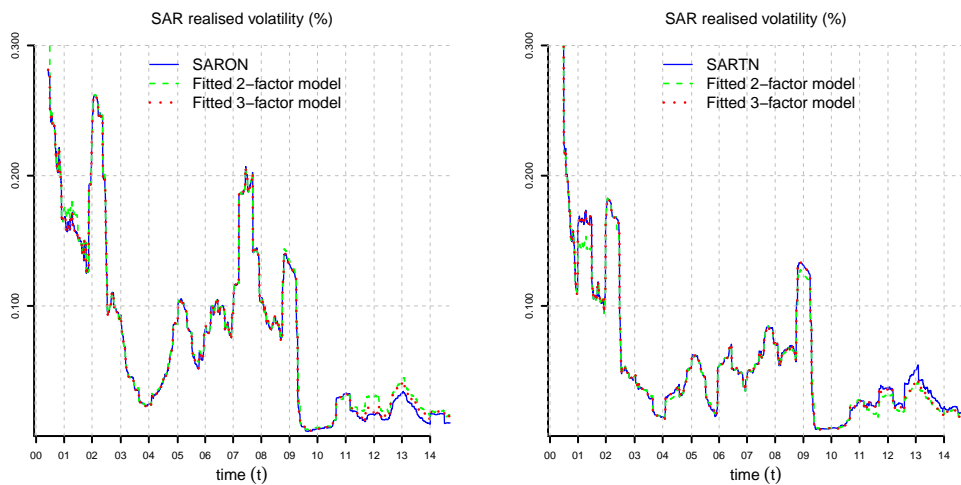 SAR realised volatility (%)
0.300
0.200
0.100
SARON
Fitted 2−factor model
Fitted 3−factor model
00 01 02 03 04 05 06 07 08 09 10 11 12 13 14
time (t)
SAR realised volatility (%)
0.300
0.200
0.100
SARTN
Fitted 2−factor model
Fitted 3−factor model
00 01 02 03 04 05 06 07 08 09 10 11 12 13 14
time (t)